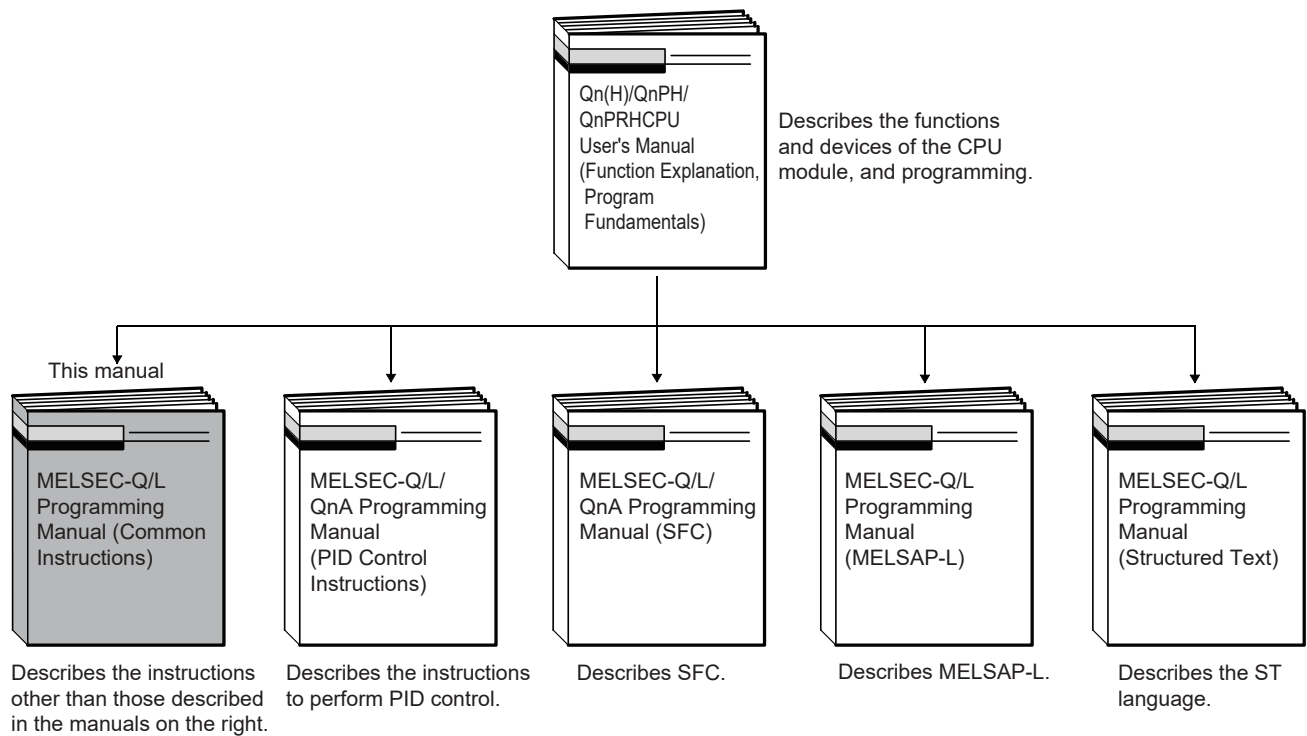 Qn(H)/QnPH/
QnPRHCPU
User's Manual
(Function Explanation,
Program
Fundamentals)
Describes the functions
and devices of the CPU
module, and programming.
This manual
MELSEC-Q/L
Programming
Manual (Common
Instructions)
Describes the instructions
other than those described
in the manuals on the right.
MELSEC-Q/L/
QnA Programming
Manual
(PID Control
Instructions)
Describes the instructions
to perform PID control.
MELSEC-Q/L/
QnA Programming
Manual (SFC)
Describes SFC.
MELSEC-Q/L
Programming
Manual
(MELSAP-L)
Describes MELSAP-L.
MELSEC-Q/L
Programming
Manual
(Structured Text)
Describes the ST
language.